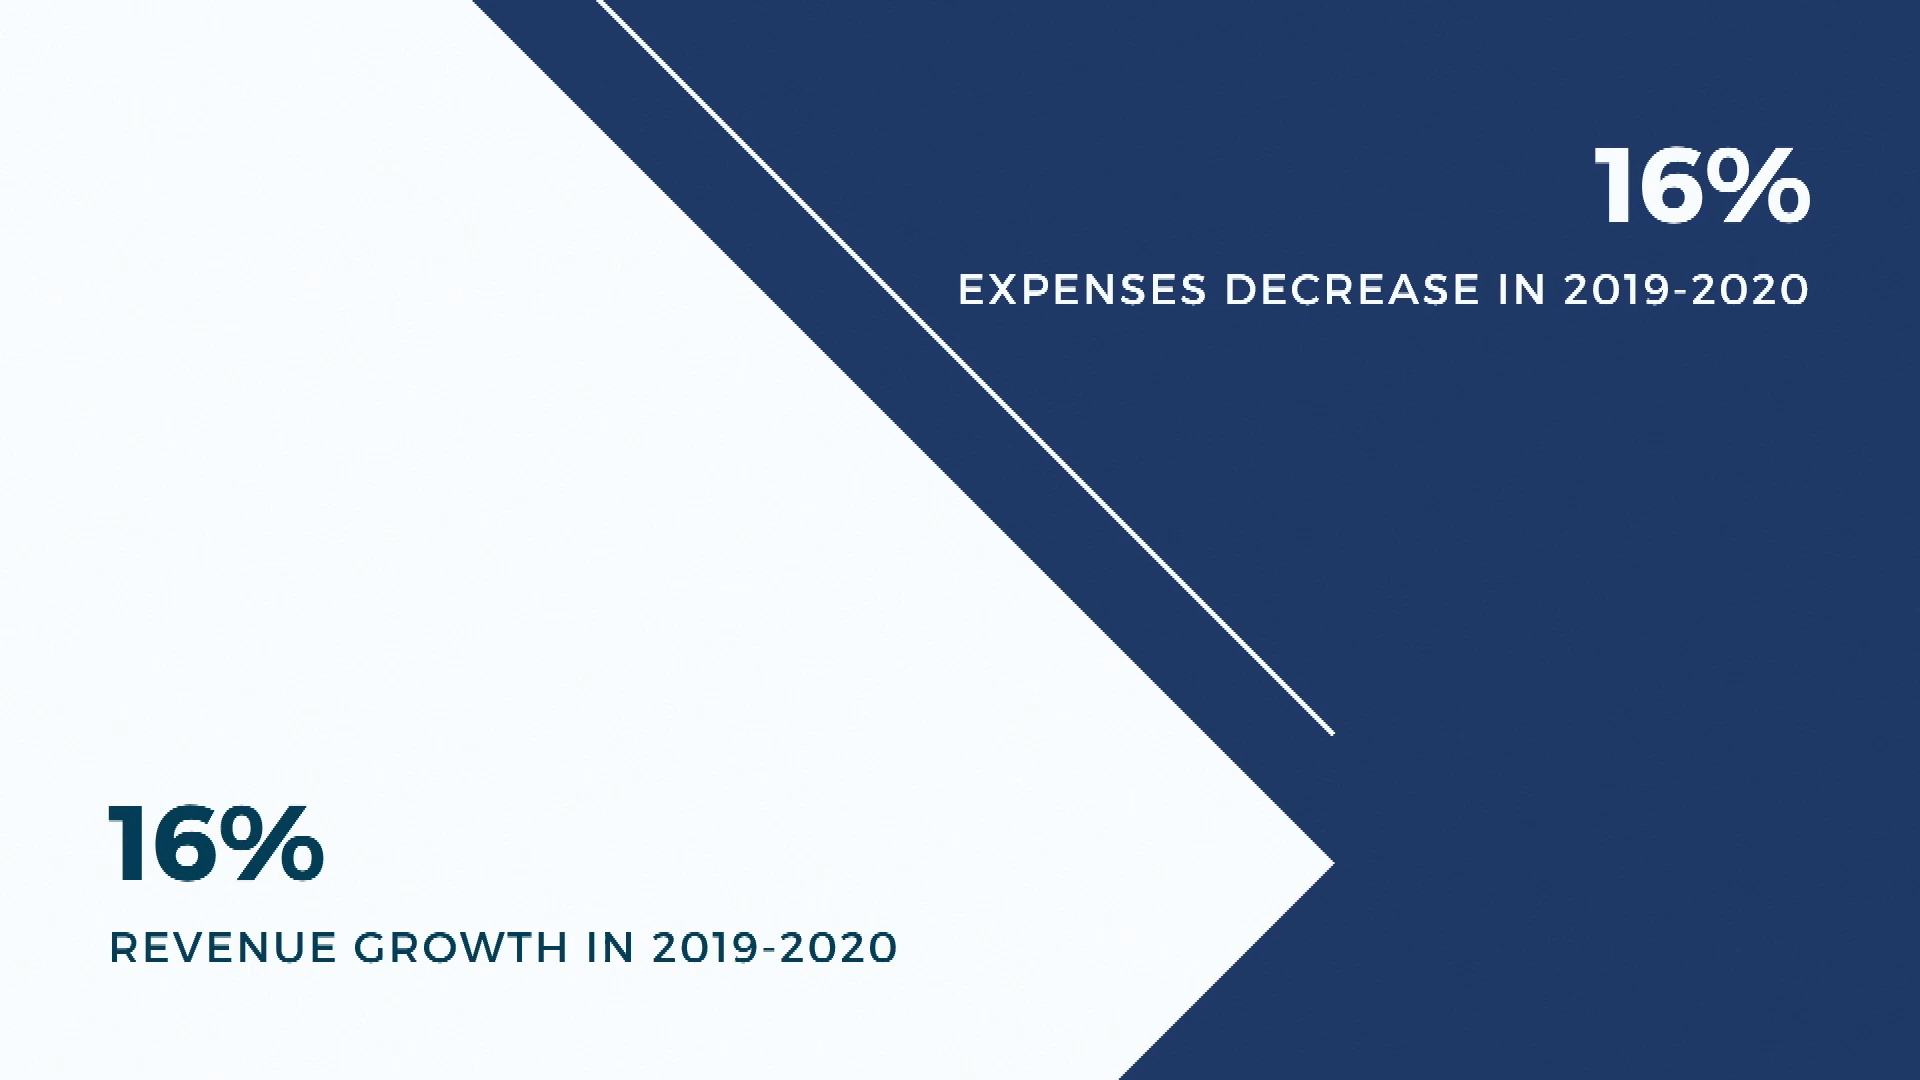 16%
EXPENSES DECREASE IN 2019-2020
16%
REVENUE GROWTH IN 2019-2020